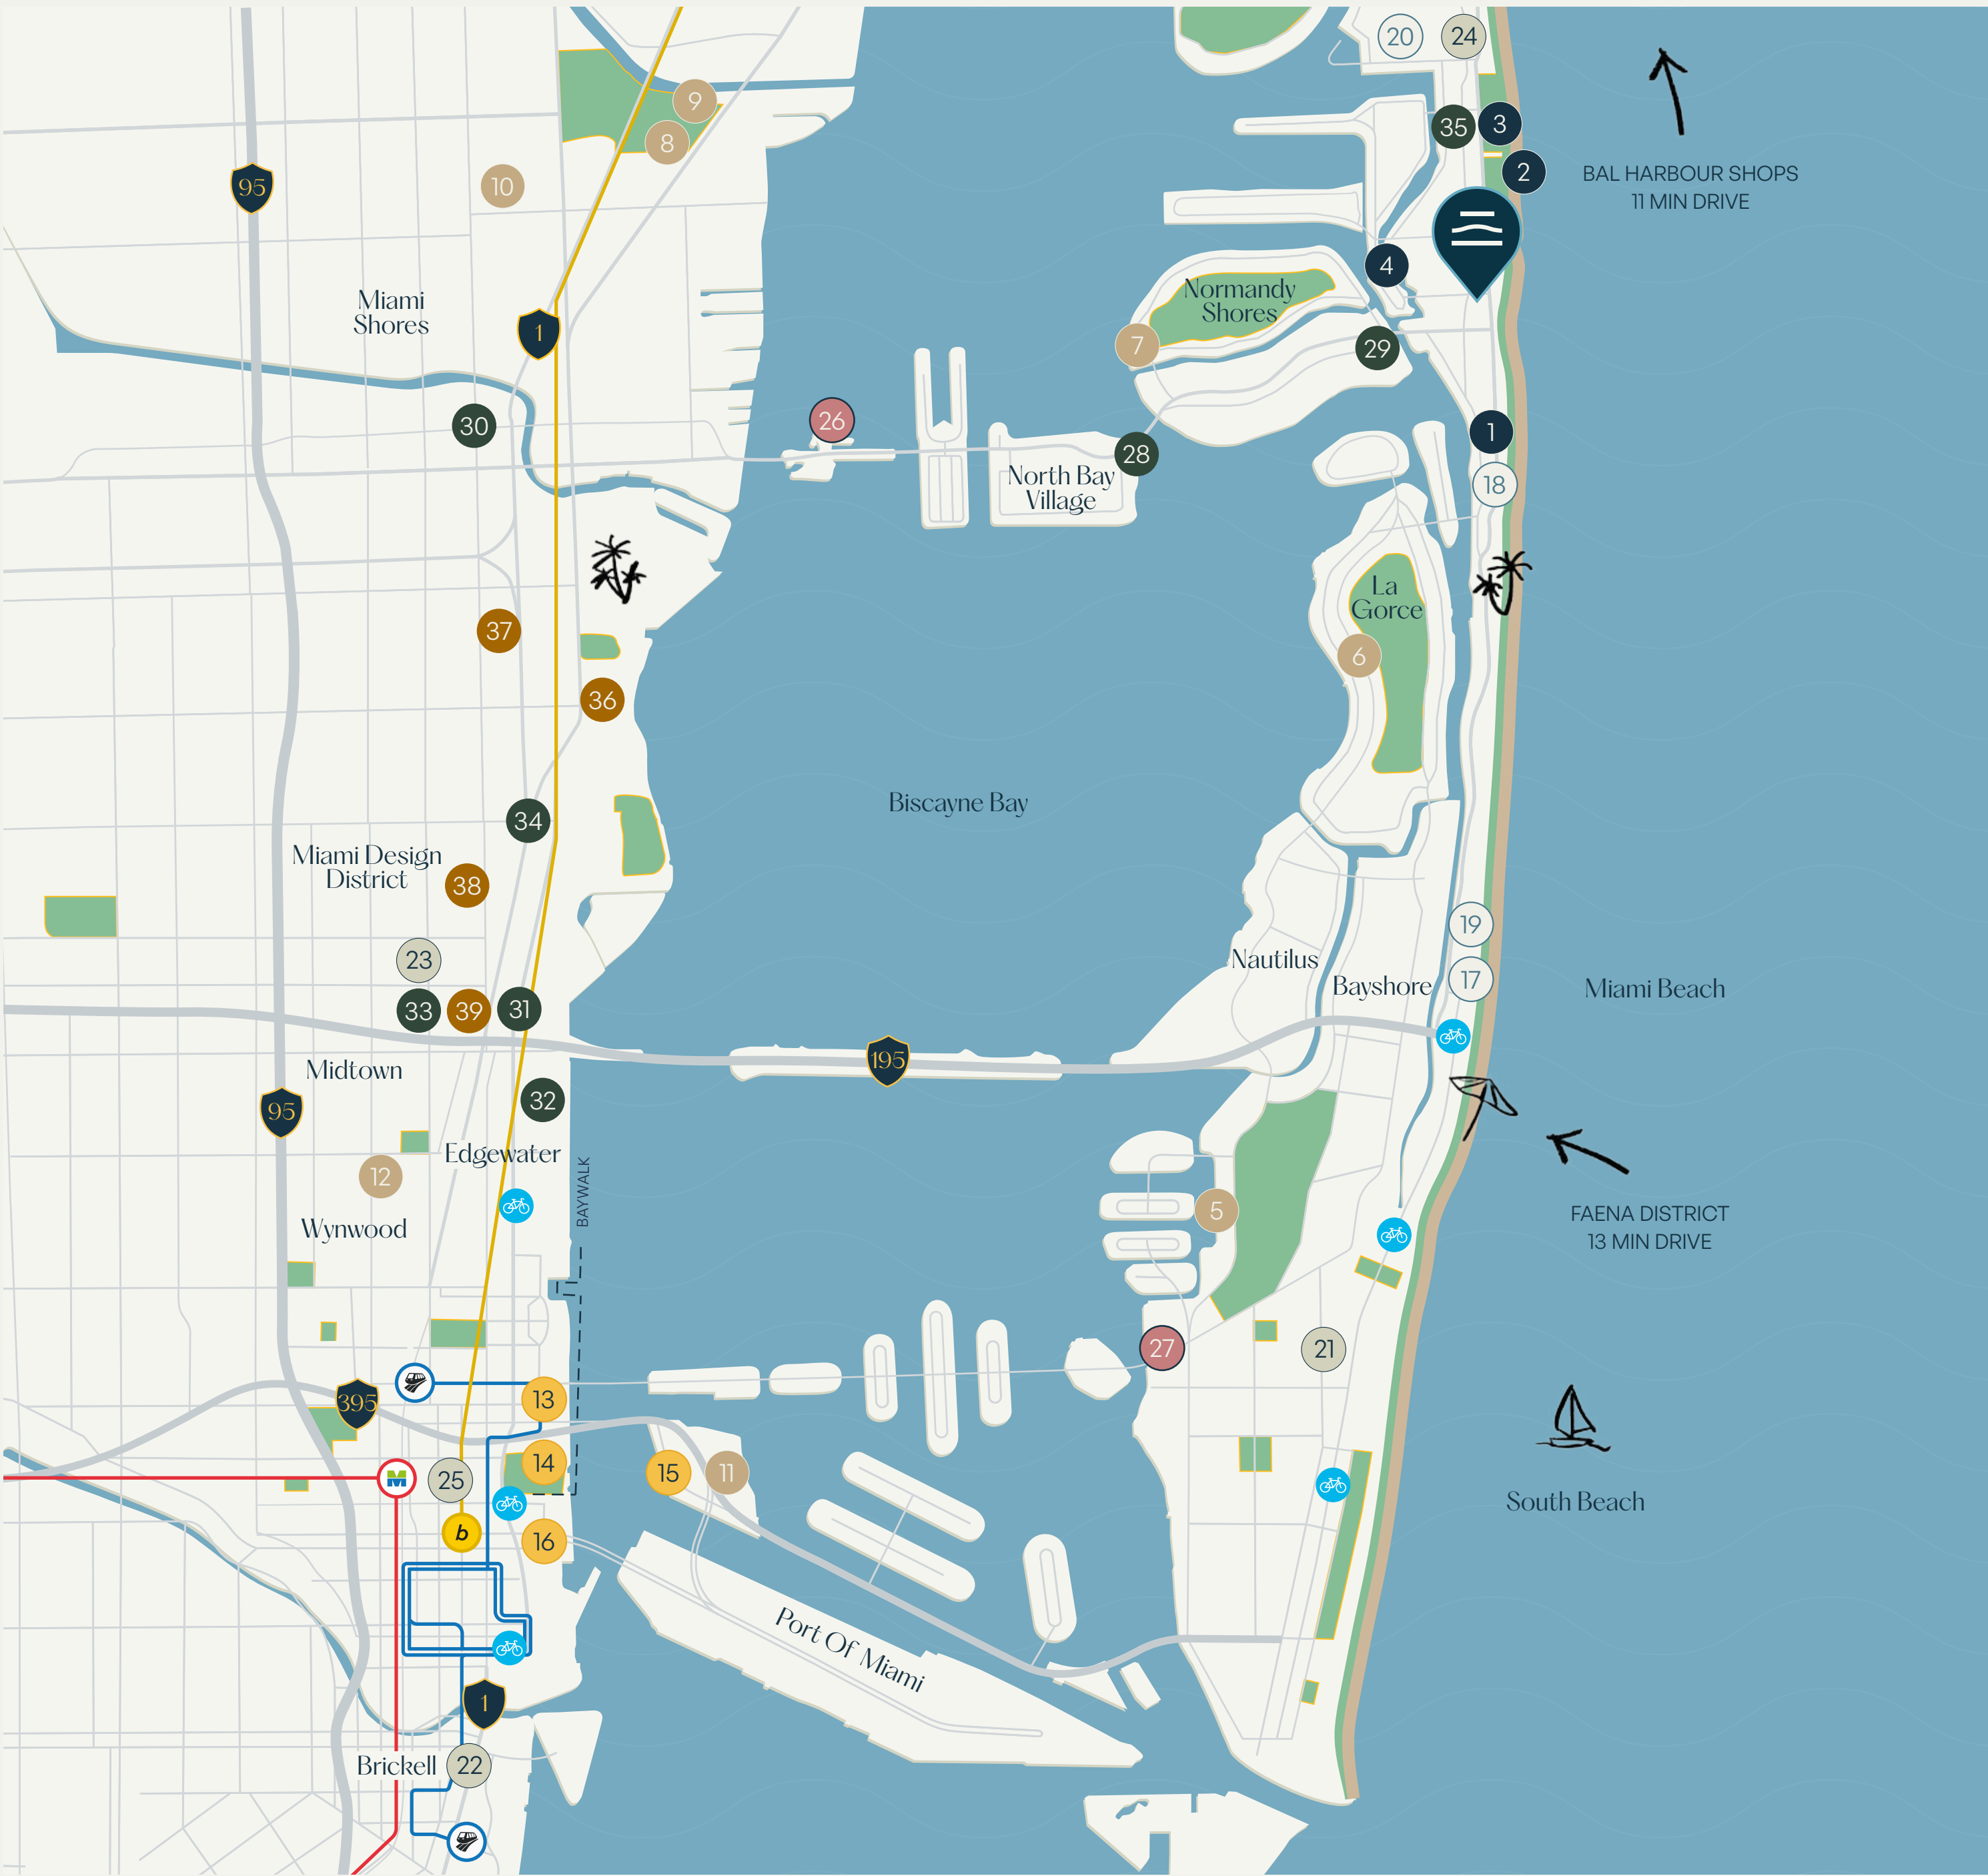 20
24
9
35
3
8
2
BAL HARBOUR SHOPS
11 MIN DRIVE
95
10
4
Normandy
Shores
Miami
Shores
1
7
29
26
30
1
28
North Bay
Village
18
La
Gorce
37
6
36
Biscayne Bay
34
Miami Design
District
38
19
23
Nautilus
17
Bayshore
Miami Beach
33
39
31
195
Midtown
32
95
Edgewater
12
BAYWALK
5
FAENA DISTRICT
13 MIN DRIVE
Wynwood
27
21
395
13
14
15
11
25
M
South Beach
b
16
Port Of Miami
1
Brickell
22